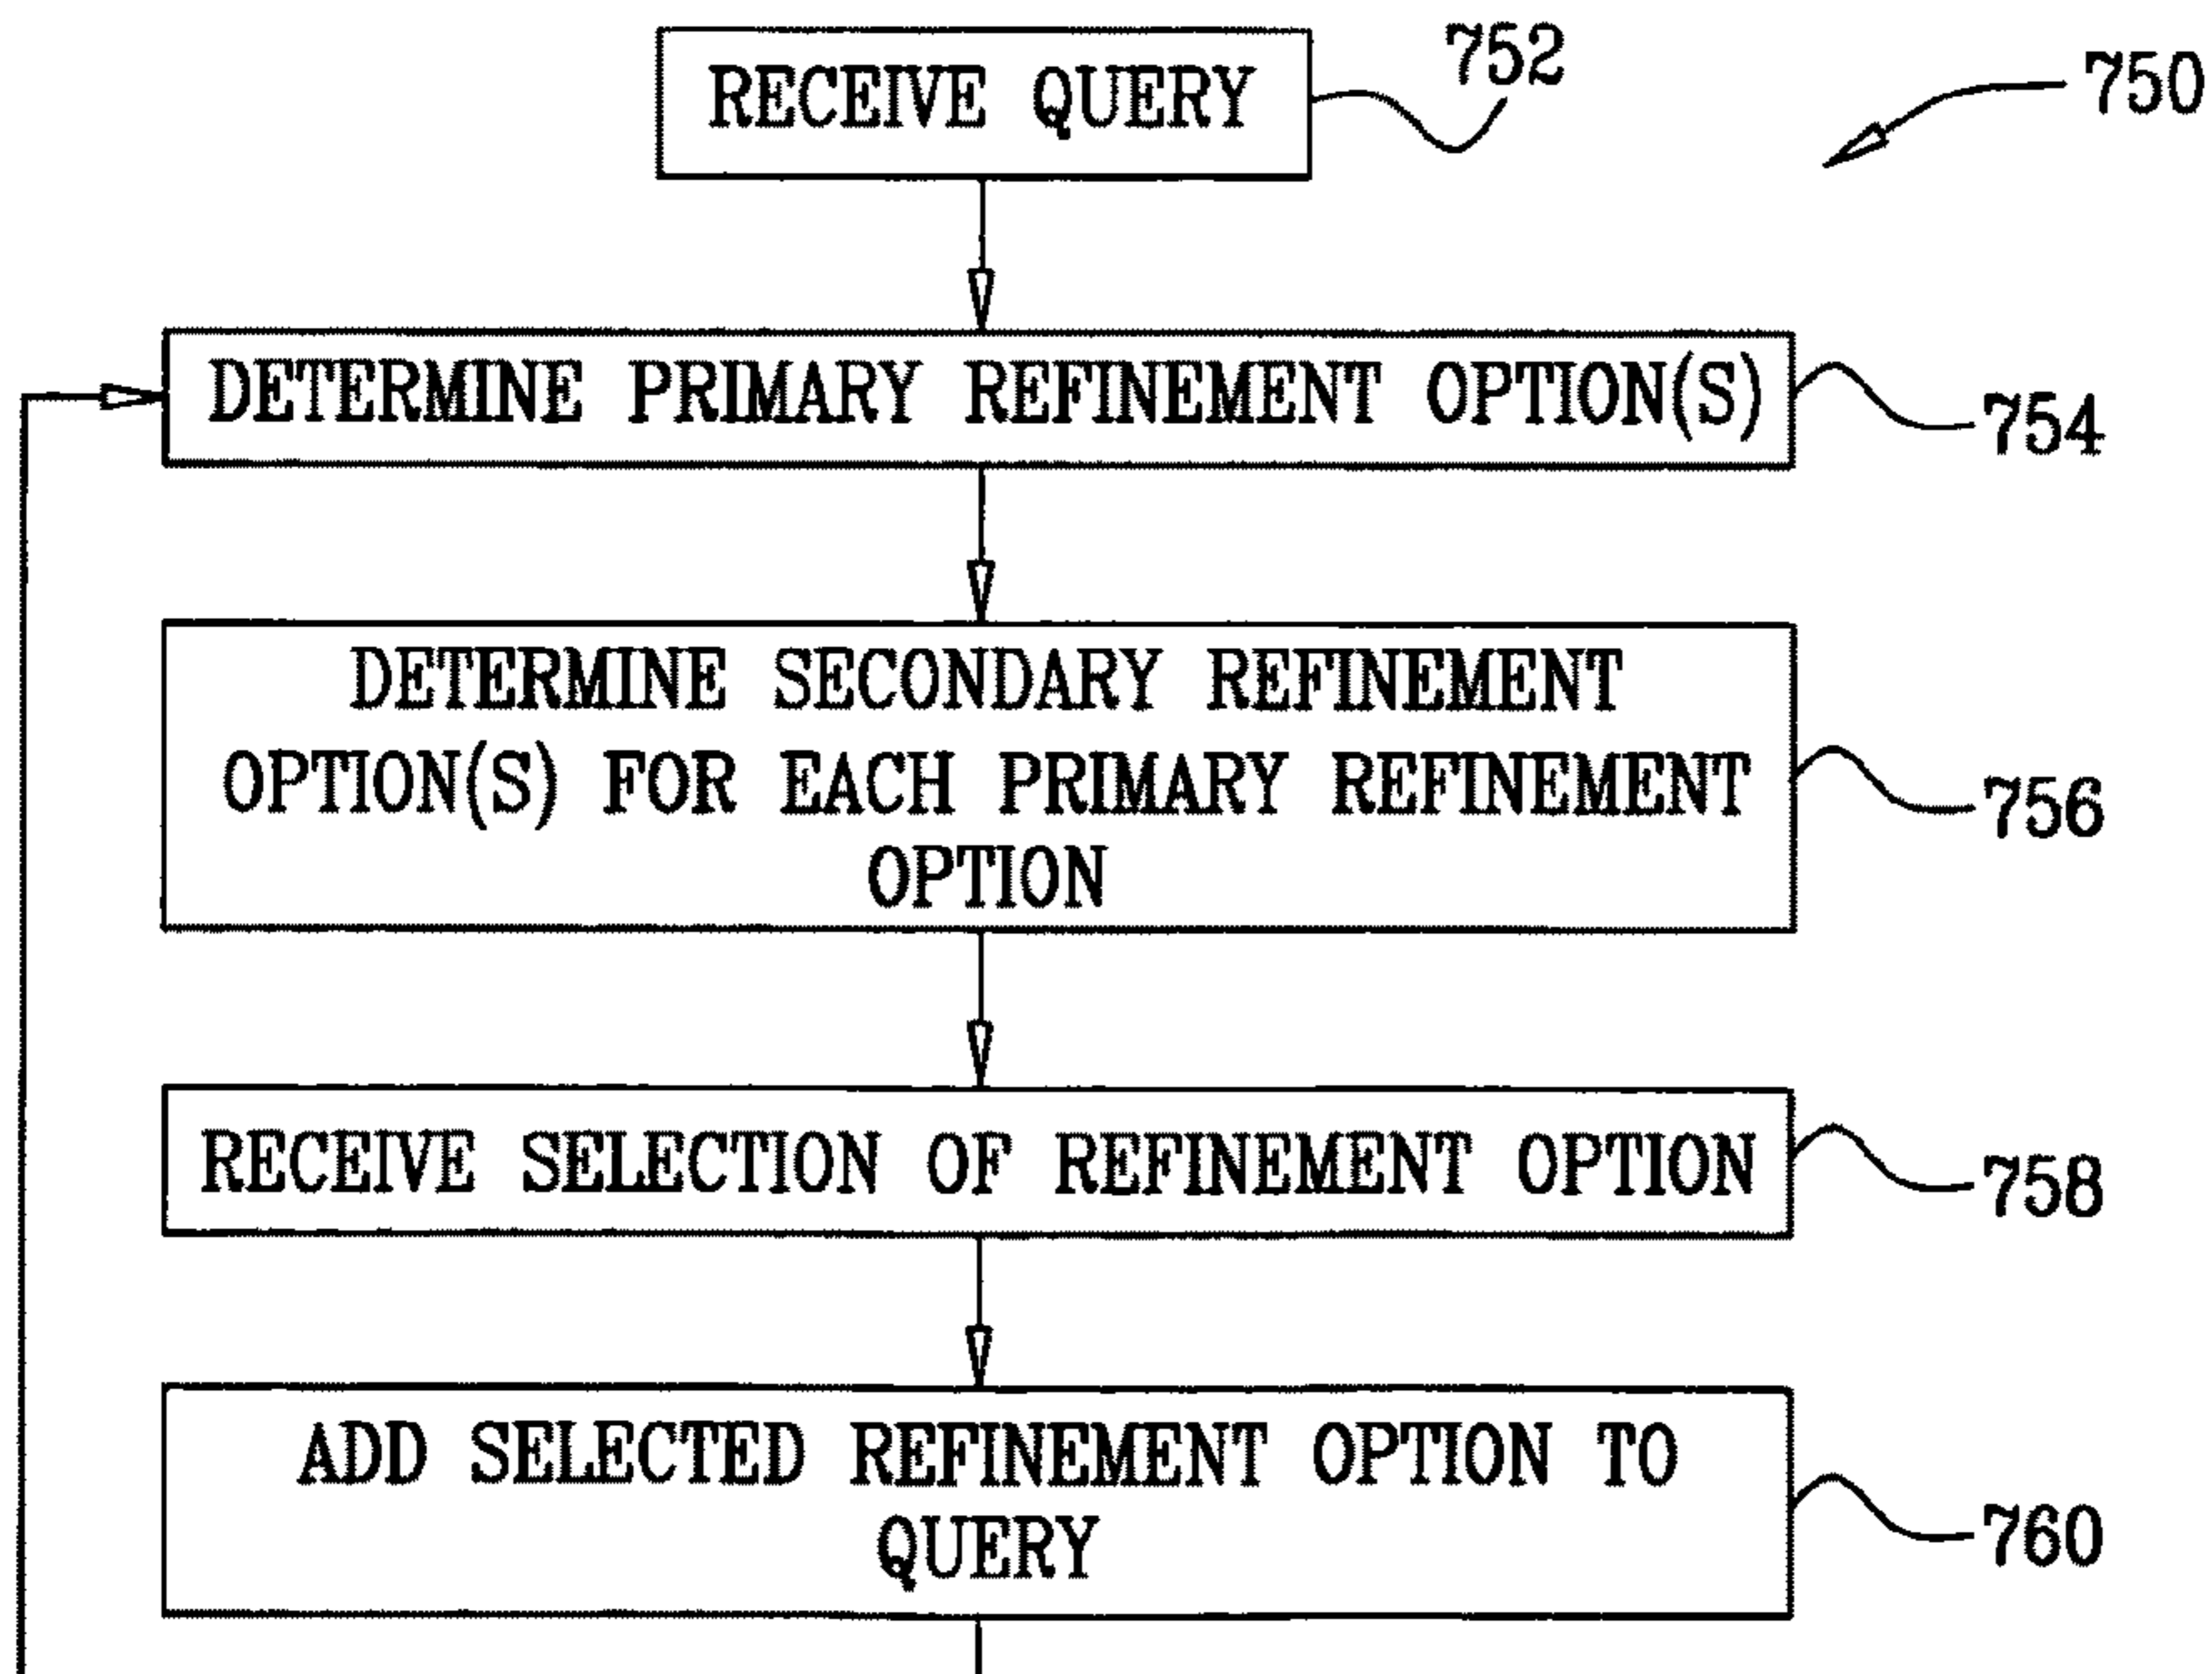 RECEIVE QUERY
752
750
DETERMINE PRIMARY REFINEMENT OPTION(S)
754
DETERMINE SECONDARY REFINEMENT
OPTION(S) FOR EACH PRIMARY REFINEMENT
OPTION
756
RECEIVE SELECTION OF REFINEMENT OPTION
758
ADD SELECTED REFINEMENT OPTION TO
QUERY
760